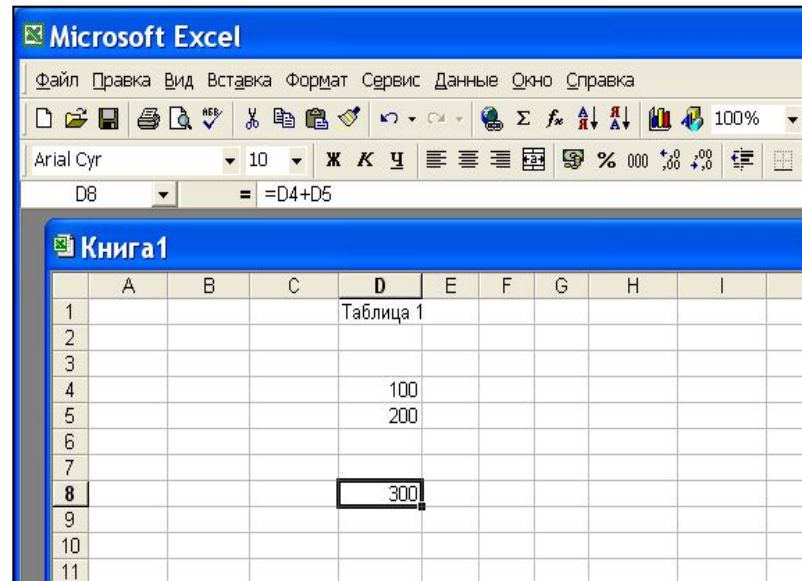 Microsoft Excel
Файл Правка Вид Вставка Формат Сервис Данные Окно Справка
100%
Arial Cyr 10 Ж К Ч % 000
D8 = =D4+D5
Книга1
A B C D E F G H I
1 Таблица 1
2
3
4 100
5 200
6
7
8 300
9
10
11